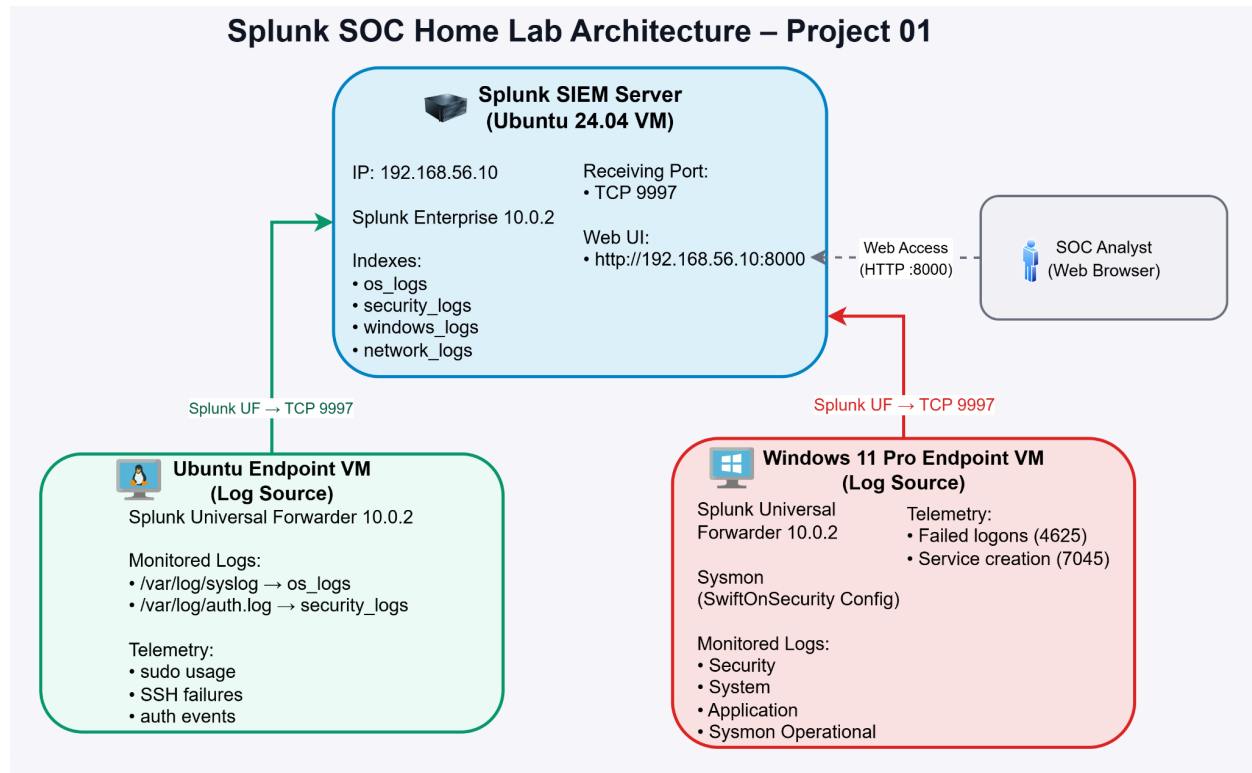 Splunk SOC Home Lab Architecture – Project 01
Splunk SIEM Server
(Ubuntu 24.04 VM)
IP: 192.168.56.10
Splunk Enterprise 10.0.2
Indexes:
• os_logs
• security_logs
• windows_logs
• network_logs
Receiving Port:
• TCP 9997
Web UI:
• http://192.168.56.10:8000
Web Access
(HTTP :8000)
SOC Analyst
(Web Browser)
Splunk UF → TCP 9997
Splunk UF → TCP 9997
Ubuntu Endpoint VM
(Log Source)
Splunk Universal Forwarder 10.0.2
Monitored Logs:
• /var/log/syslog → os_logs
• /var/log/auth.log → security_logs
Telemetry:
• sudo usage
• SSH failures
• auth events
Windows 11 Pro Endpoint VM
(Log Source)
Splunk Universal
Forwarder 10.0.2
Sysmon
(SwiftOnSecurity Config)
Monitored Logs:
• Security
• System
• Application
• Sysmon Operational
Telemetry:
• Failed logons (4625)
• Service creation (7045)